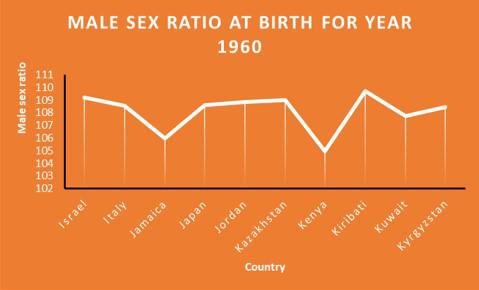 MALE SEX RATIO AT BIRTH FOR YEAR
1960
Male sex ratio
111
110
109
108
107
106
105
104
103
102
Israel
Italy
Jamaica
Japan
Jordan
Kazakhstan
Kenya
Kiribati
Kuwait
Kyrgyzstan
Country